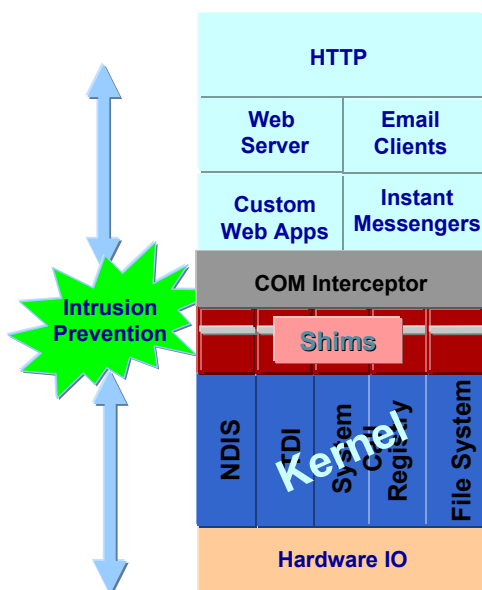 HTTP
Web
Server
Email
Clients
Custom
Web Apps
Instant
Messengers
COM Interceptor
Intrusion
Prevention
Shims
NDIS
TDI
System
Call
Registry
File System
Kernel
Hardware IO